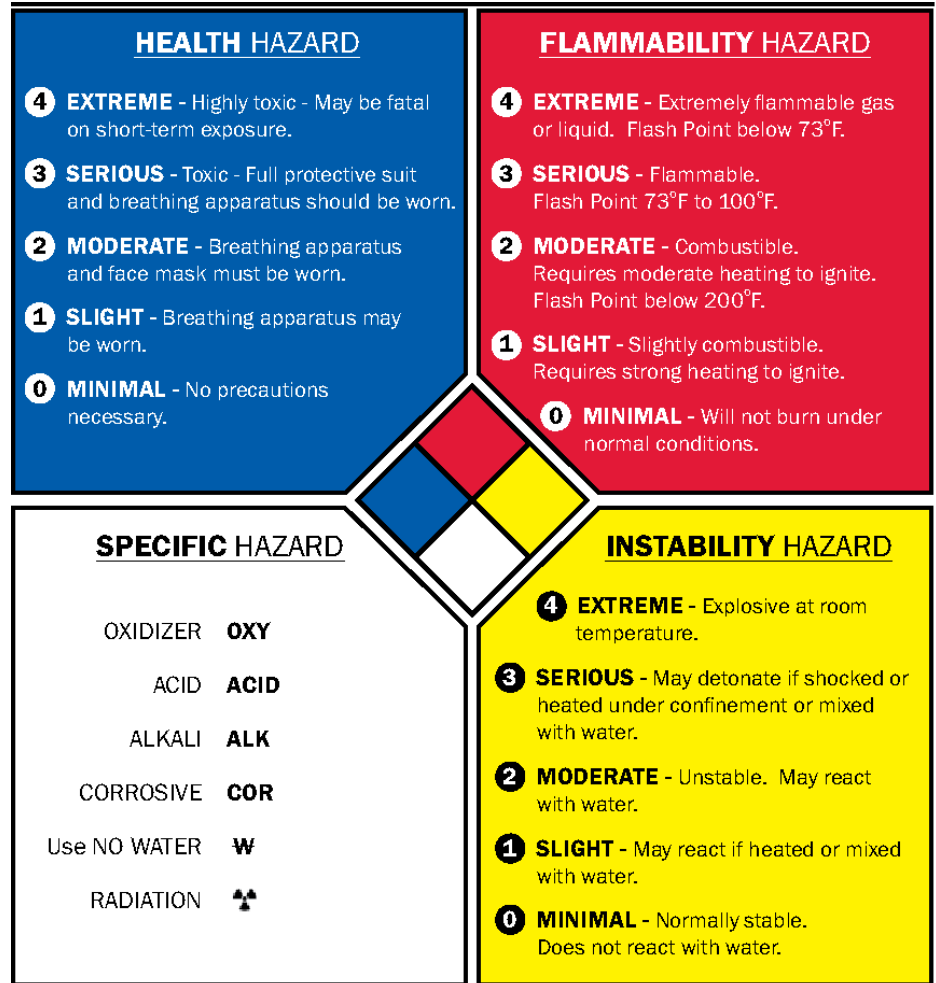 HEALTH HAZARD
4 EXTREME - Highly toxic - May be fatal
on short-term exposure.
3 SERIOUS - Toxic - Full protective suit
and breathing apparatus should be worn.
2 MODERATE - Breathing apparatus
and face mask must be worn.
1 SLIGHT - Breathing apparatus may
be worn.
0 MINIMAL - No precautions
necessary.
FLAMMABILITY HAZARD
4 EXTREME - Extremely flammable gas
or liquid. Flash Point below 73°F.
3 SERIOUS - Flammable.
Flash Point 73°F to 100°F.
2 MODERATE - Combustible.
Requires moderate heating to ignite.
Flash Point below 200°F.
1 SLIGHT - Slightly combustible.
Requires strong heating to ignite.
0 MINIMAL - Will not burn under
normal conditions.
SPECIFIC HAZARD
OXIDIZER OXY
ACID ACID
ALKALI ALK
CORROSIVE COR
Use NO WATER W̶
RADIATION ☢
INSTABILITY HAZARD
4 EXTREME - Explosive at room
temperature.
3 SERIOUS - May detonate if shocked or
heated under confinement or mixed
with water.
2 MODERATE - Unstable. May react
with water.
1 SLIGHT - May react if heated or mixed
with water.
0 MINIMAL - Normally stable.
Does not react with water.